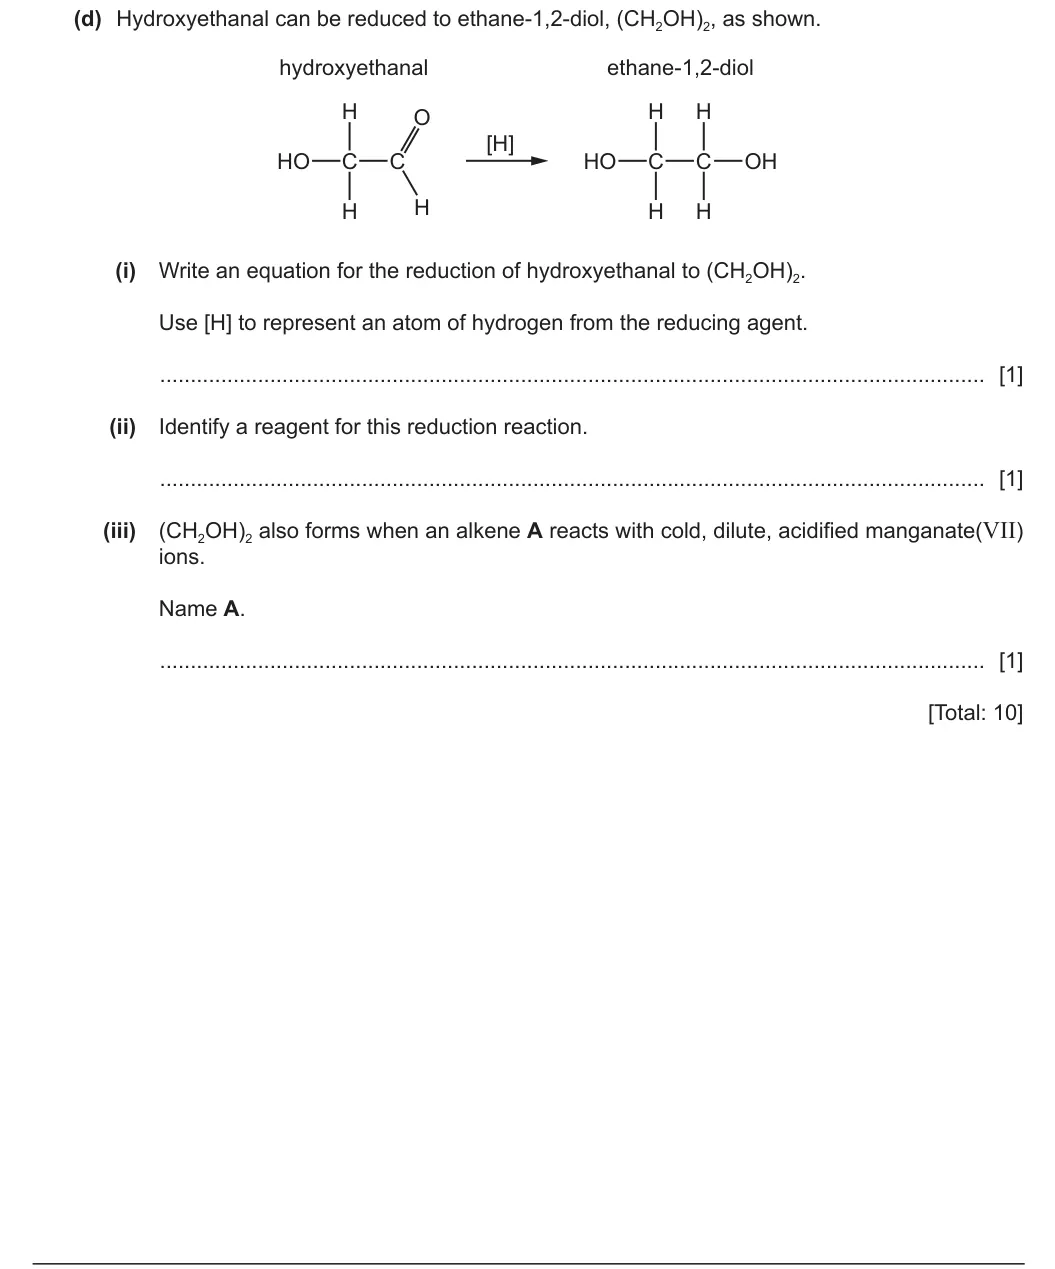 (d) Hydroxyethanal can be reduced to ethane-1,2-diol, (CH₂OH)₂, as shown.
hydroxyethanal ethane-1,2-diol
H O H H
[H]
HO C C HO C C OH
H H H H
(i) Write an equation for the reduction of hydroxyethanal to (CH₂OH)₂.
Use [H] to represent an atom of hydrogen from the reducing agent.
........................................................................................................................................ [1]
(ii) Identify a reagent for this reduction reaction.
........................................................................................................................................ [1]
(iii) (CH₂OH)₂ also forms when an alkene A reacts with cold, dilute, acidified manganate(VII)
ions.
Name A.
........................................................................................................................................ [1]
[Total: 10]